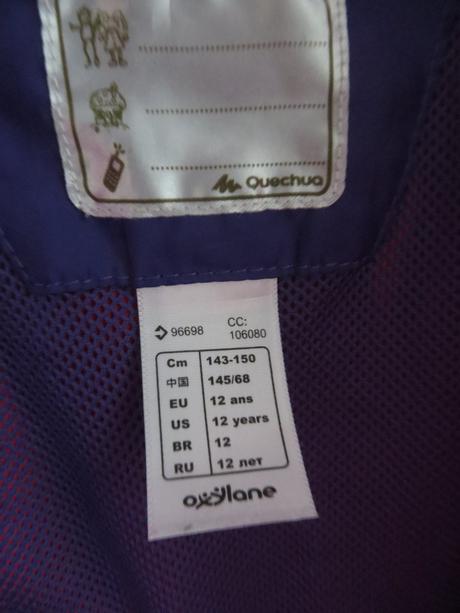 Quechua
96698 CC:
106080
Cm 143-150
中国 145/68
EU 12 ans
US 12 years
BR 12
RU 12 лет
oxylane